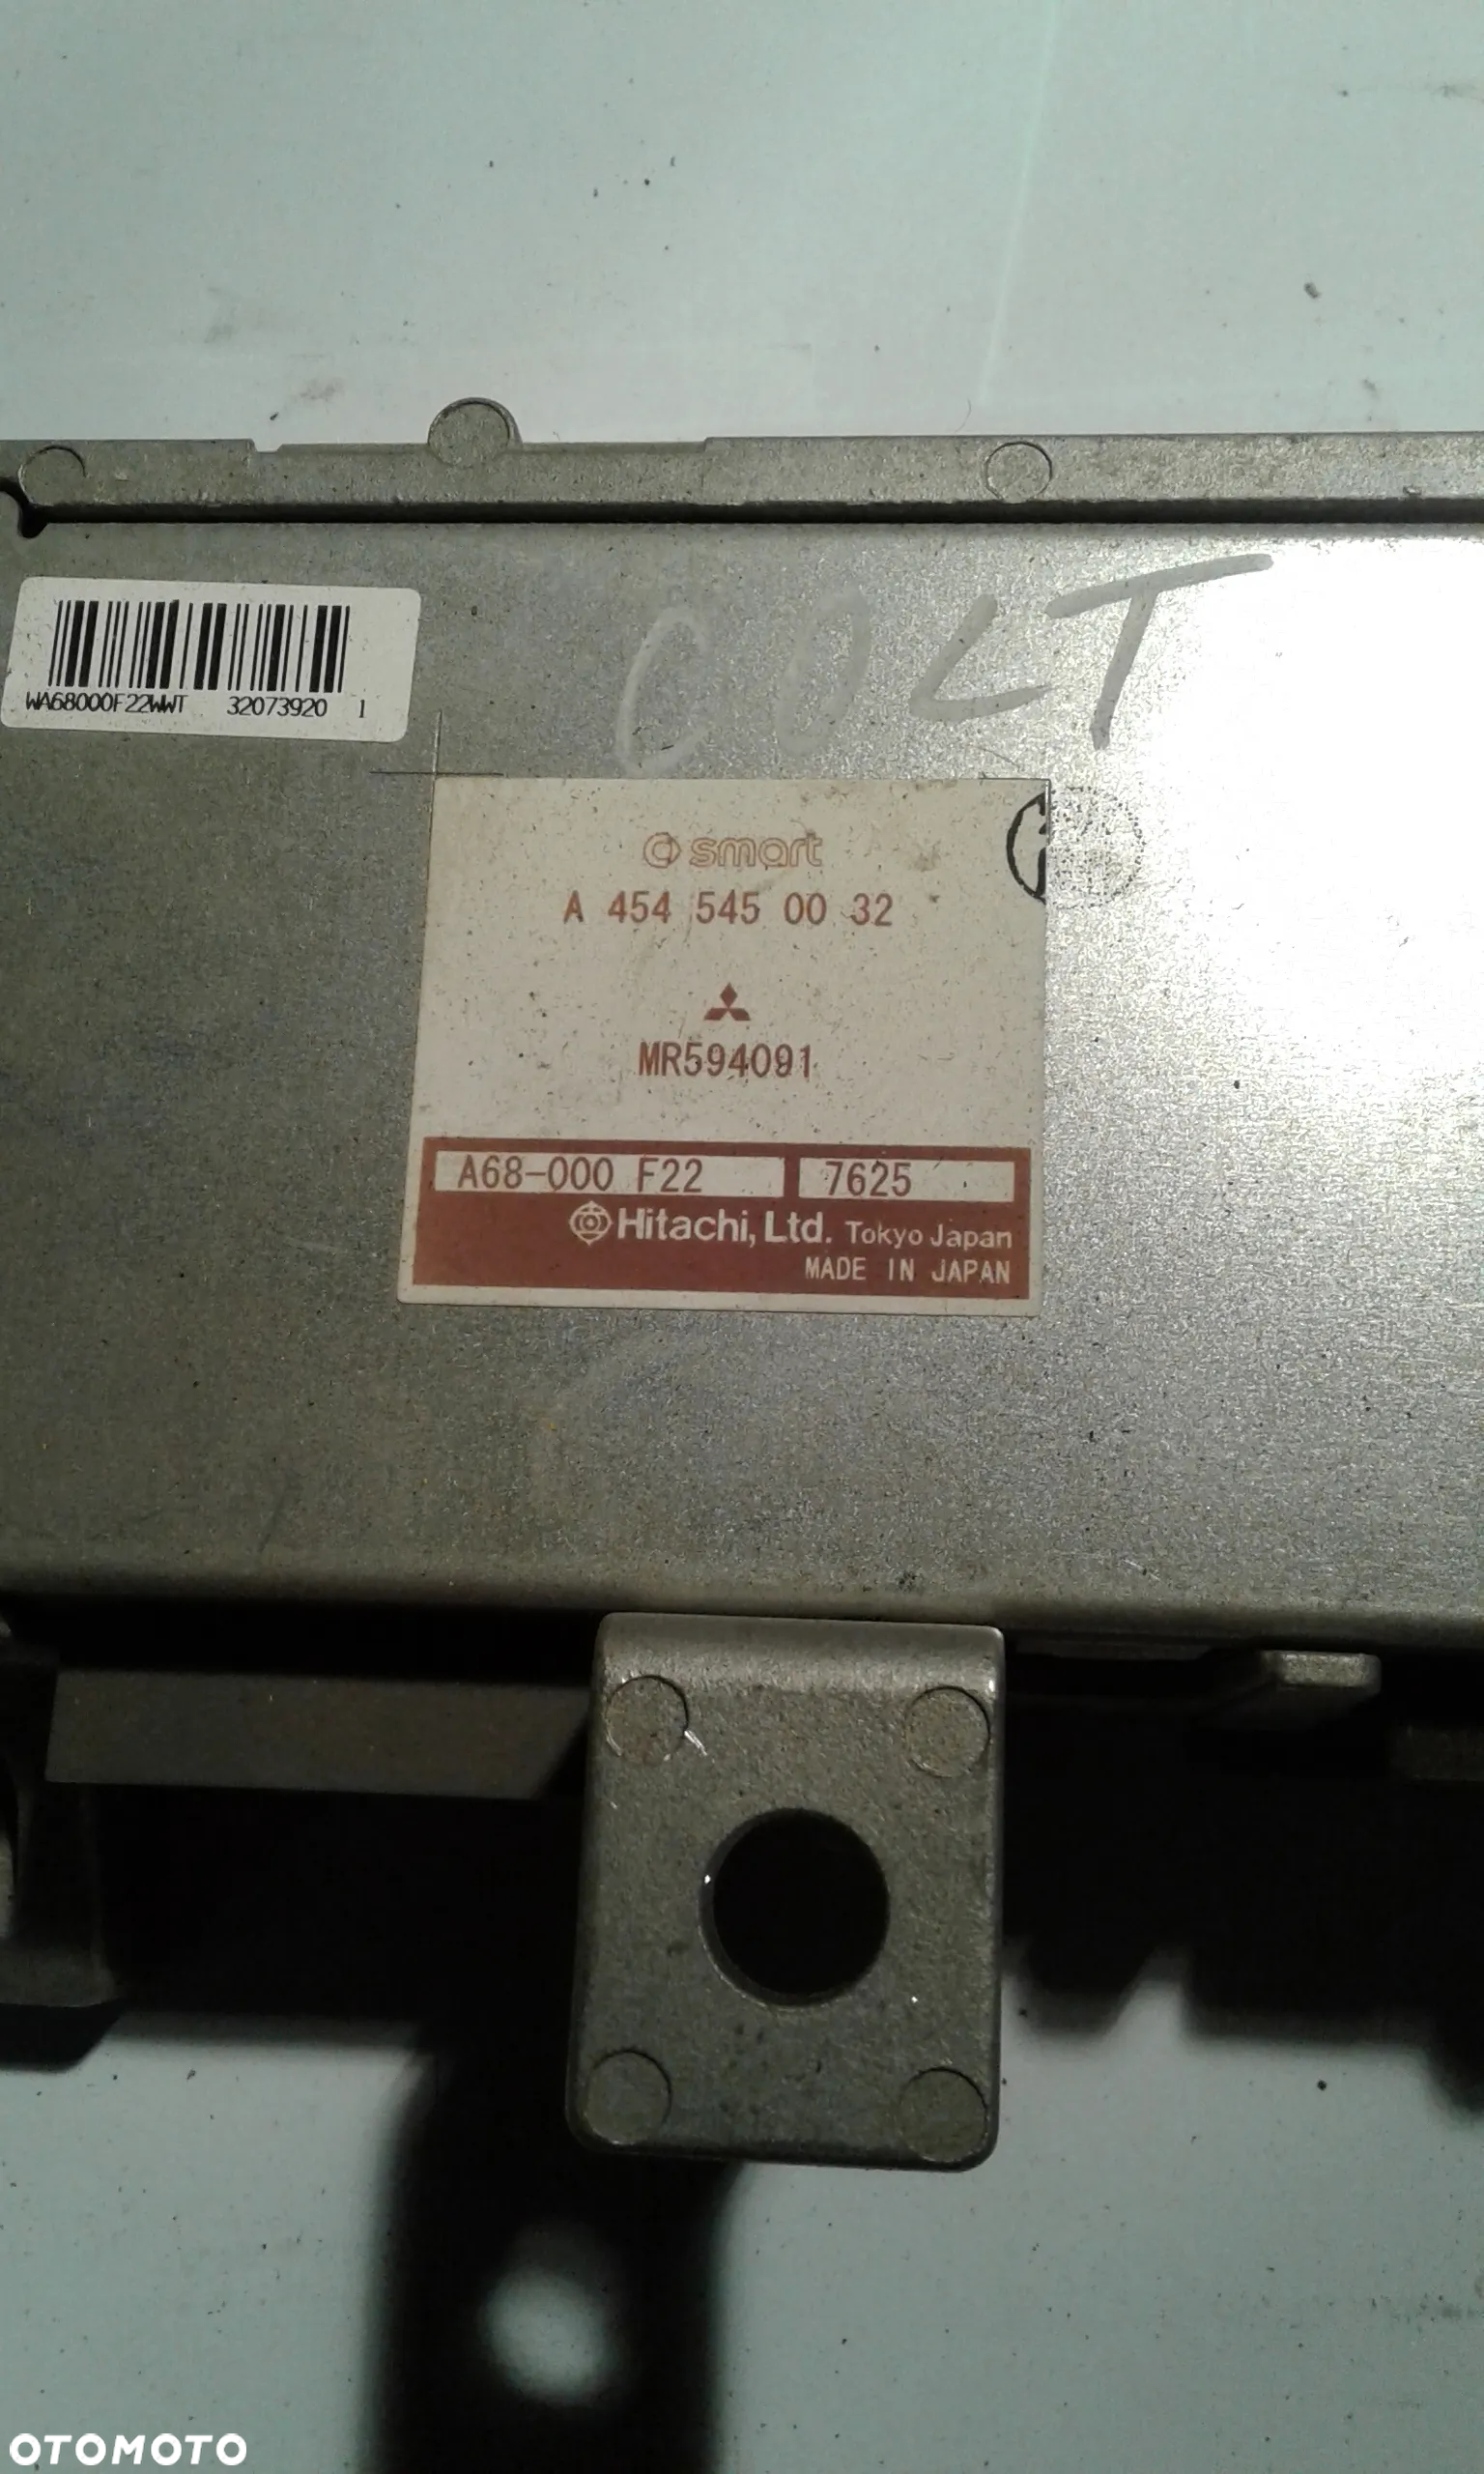 COLT
WA68000F22WWT 32073920 1
smart
A 454 545 00 32
MR594091
A68-000 F22 7625
Hitachi, Ltd. Tokyo Japan
MADE IN JAPAN
OTOMOTO